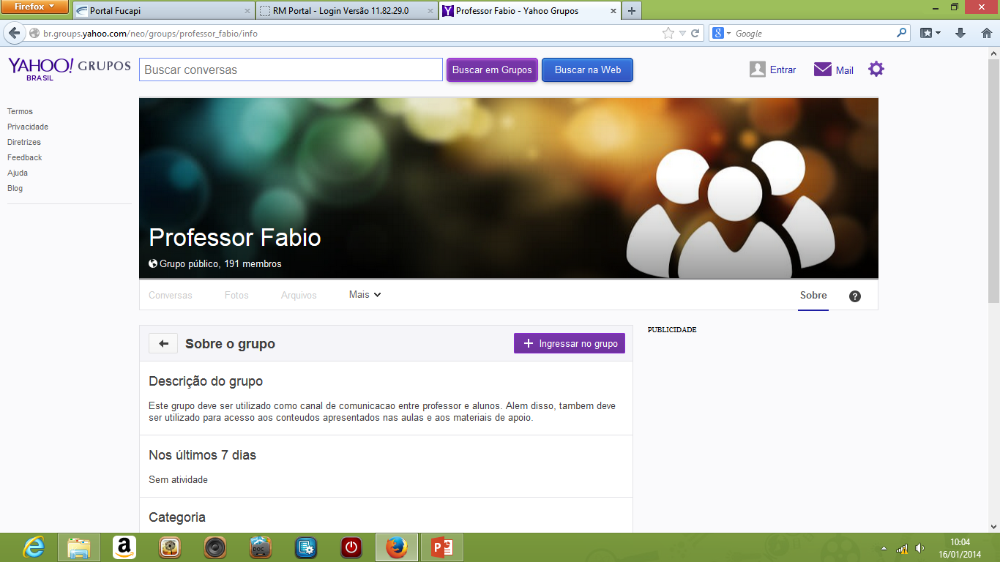 Firefox
Portal Fucapi
RM Portal - Login Versão 11.82.29.0
Professor Fabio - Yahoo Grupos
br.groups.yahoo.com/neo/groups/professor_fabio/info
Google
YAHOO! GRUPOS
BRASIL
Buscar conversas
Buscar em Grupos
Buscar na Web
Entrar
Mail
Termos
Privacidade
Diretrizes
Feedback
Ajuda
Blog
Professor Fabio
Grupo público, 191 membros
Conversas
Fotos
Arquivos
Mais
Sobre
?
Sobre o grupo
Ingressar no grupo
PUBLICIDADE
Descrição do grupo
Este grupo deve ser utilizado como canal de comunicacao entre professor e alunos. Alem disso, tambem deve
ser utilizado para acesso aos conteudos apresentados nas aulas e aos materiais de apoio.
Nos últimos 7 dias
Sem atividade
Categoria
DOC
10:04
16/01/2014